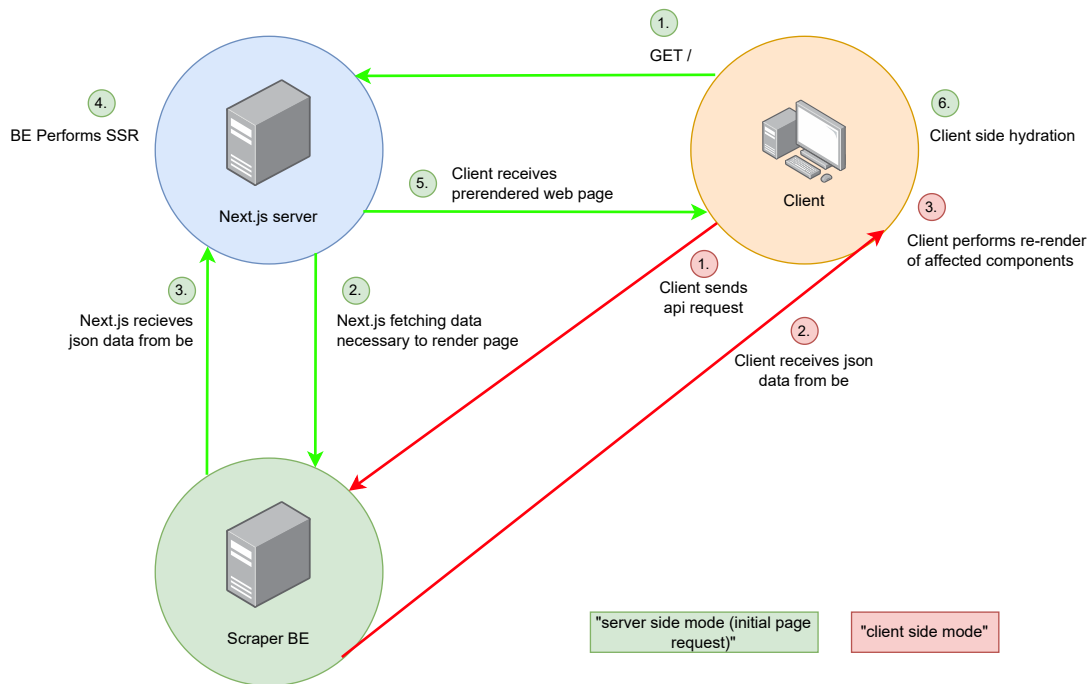 1.
GET /
4.
BE Performs SSR
Next.js server
5.
Client receives
prerendered web page
Client
6.
Client side hydration
3.
Client performs re-render
of affected components
1.
Client sends
api request
3.
Next.js recieves
json data from be
2.
Next.js fetching data
necessary to render page
2.
Client receives json
data from be
Scraper BE
"server side mode (initial page
request)"
"client side mode"